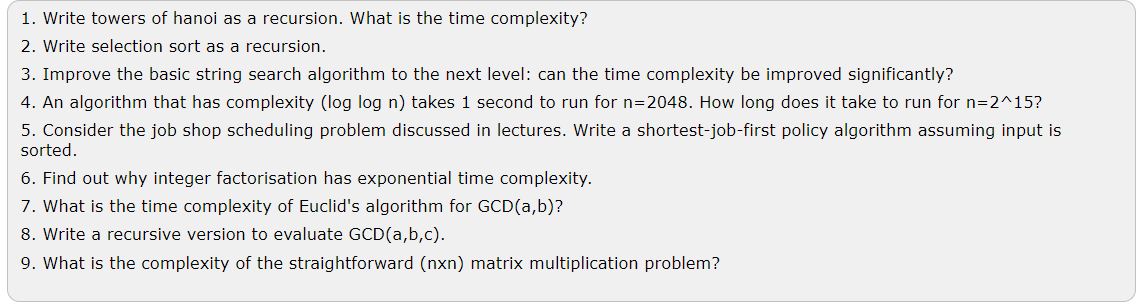 1. Write towers of hanoi as a recursion. What is the time complexity?
2. Write selection sort as a recursion.
3. Improve the basic string search algorithm to the next level: can the time complexity be improved significantly?
4. An algorithm that has complexity (log log n) takes 1 second to run for n=2048. How long does it take to run for n=2^15?
5. Consider the job shop scheduling problem discussed in lectures. Write a shortest-job-first policy algorithm assuming input is
sorted.
6. Find out why integer factorisation has exponential time complexity.
7. What is the time complexity of Euclid's algorithm for GCD(a,b)?
8. Write a recursive version to evaluate GCD(a,b,c).
9. What is the complexity of the straightforward (nxn) matrix multiplication problem?